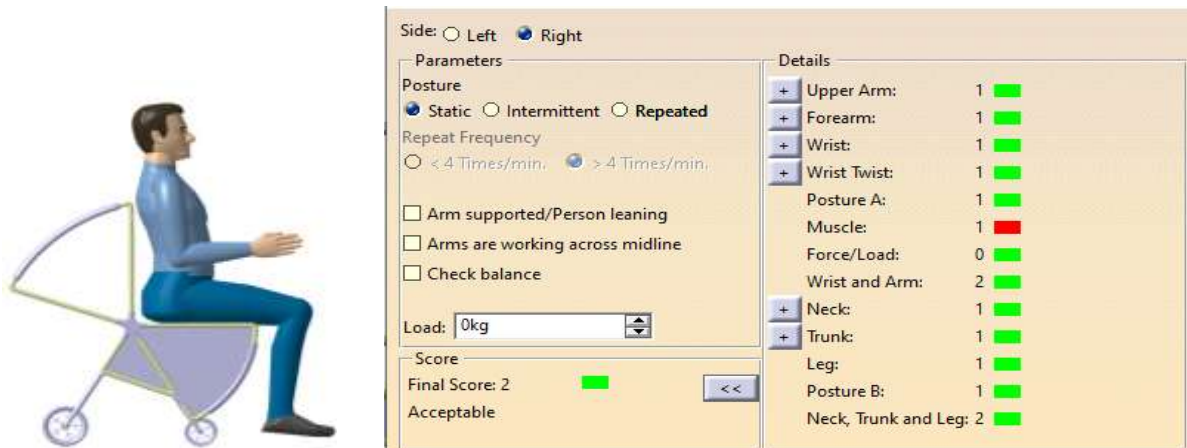 Side: Left Right
Parameters
Posture
Static Intermittent Repeated
Repeat Frequency
< 4 Times/min. > 4 Times/min.
Arm supported/Person leaning
Arms are working across midline
Check balance
Load: 0kg
Score
Final Score: 2
<<
Acceptable
Details
+ Upper Arm: 1
+ Forearm: 1
+ Wrist: 1
+ Wrist Twist: 1
Posture A: 1
Muscle: 1
Force/Load: 0
Wrist and Arm: 2
+ Neck: 1
+ Trunk: 1
Leg: 1
Posture B: 1
Neck, Trunk and Leg: 2